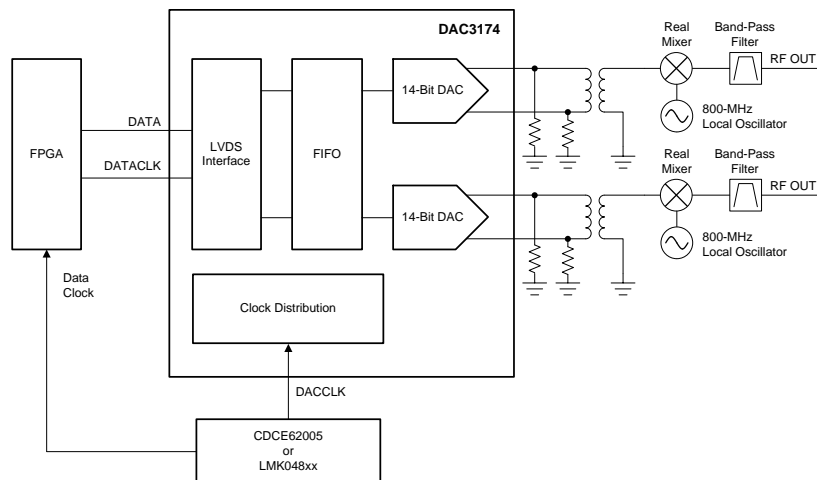 DAC3174
Real
Mixer
Band-Pass
Filter
RF OUT
14-Bit DAC
800-MHz
Local Oscillator
FPGA
DATA
DATACLK
LVDS
Interface
FIFO
Real
Mixer
Band-Pass
Filter
RF OUT
14-Bit DAC
800-MHz
Local Oscillator
Data
Clock
Clock Distribution
DACCLK
CDCE62005
or
LMK048xx